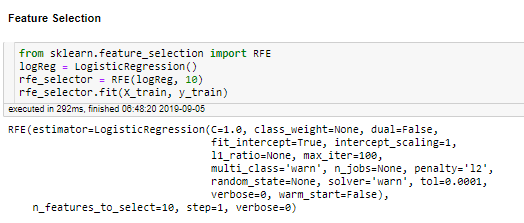 Feature Selection
from sklearn.feature_selection import RFE
logReg = LogisticRegression()
rfe_selector = RFE(logReg, 10)
rfe_selector.fit(X_train, y_train)
executed in 292ms, finished 06:48:20 2019-09-05
RFE(estimator=LogisticRegression(C=1.0, class_weight=None, dual=False,
fit_intercept=True, intercept_scaling=1,
l1_ratio=None, max_iter=100,
multi_class='warn', n_jobs=None, penalty='l2',
random_state=None, solver='warn', tol=0.0001,
verbose=0, warm_start=False),
n_features_to_select=10, step=1, verbose=0)